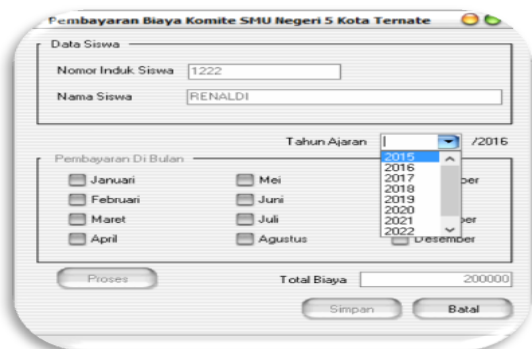 Pembayaran Biaya Komite SMU Negeri 5 Kota Ternate
Data Siswa
Nomor Induk Siswa 1222
Nama Siswa RENALDI
Tahun Ajaran /2016
2015
2016
2017
2018
2019
2020
2021
2022
Pembayaran Di Bulan
Januari Mei
Februari Juni
Maret Juli
April Agustus Desember
Proses Total Biaya 200000
Simpan Batal